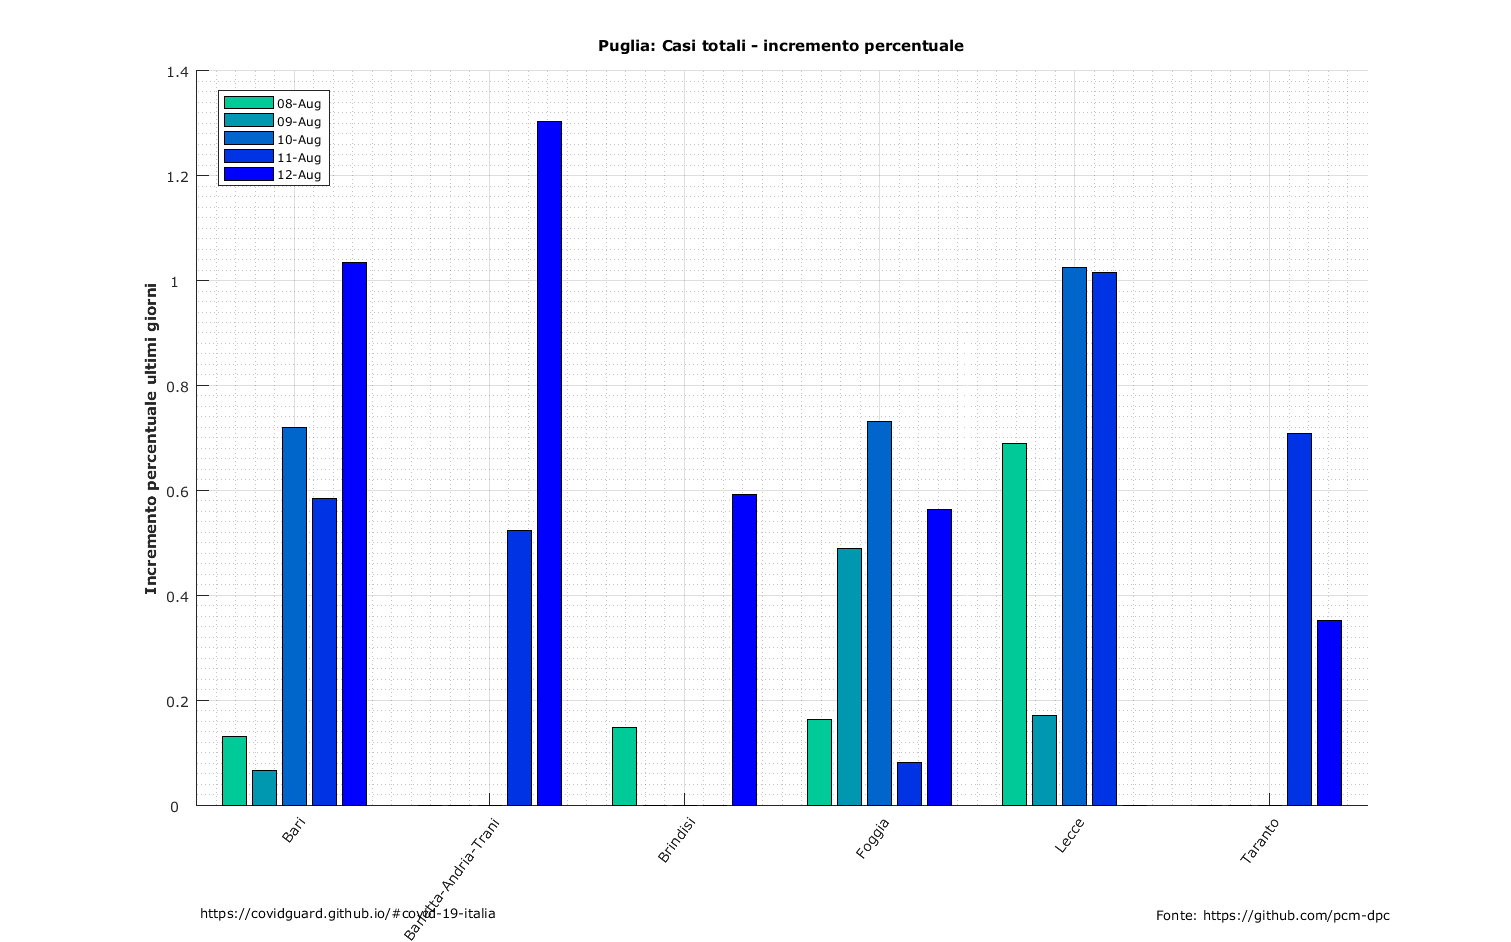 Puglia: Casi totali - incremento percentuale
1.4
1.2
1
0.8
0.6
0.4
0.2
0
Incremento percentuale ultimi giorni
08-Aug
09-Aug
10-Aug
11-Aug
12-Aug
Bari
Barletta-Andria-Trani
Brindisi
Foggia
Lecce
Taranto
https://covidguard.github.io/#covid-19-italia
Fonte: https://github.com/pcm-dpc